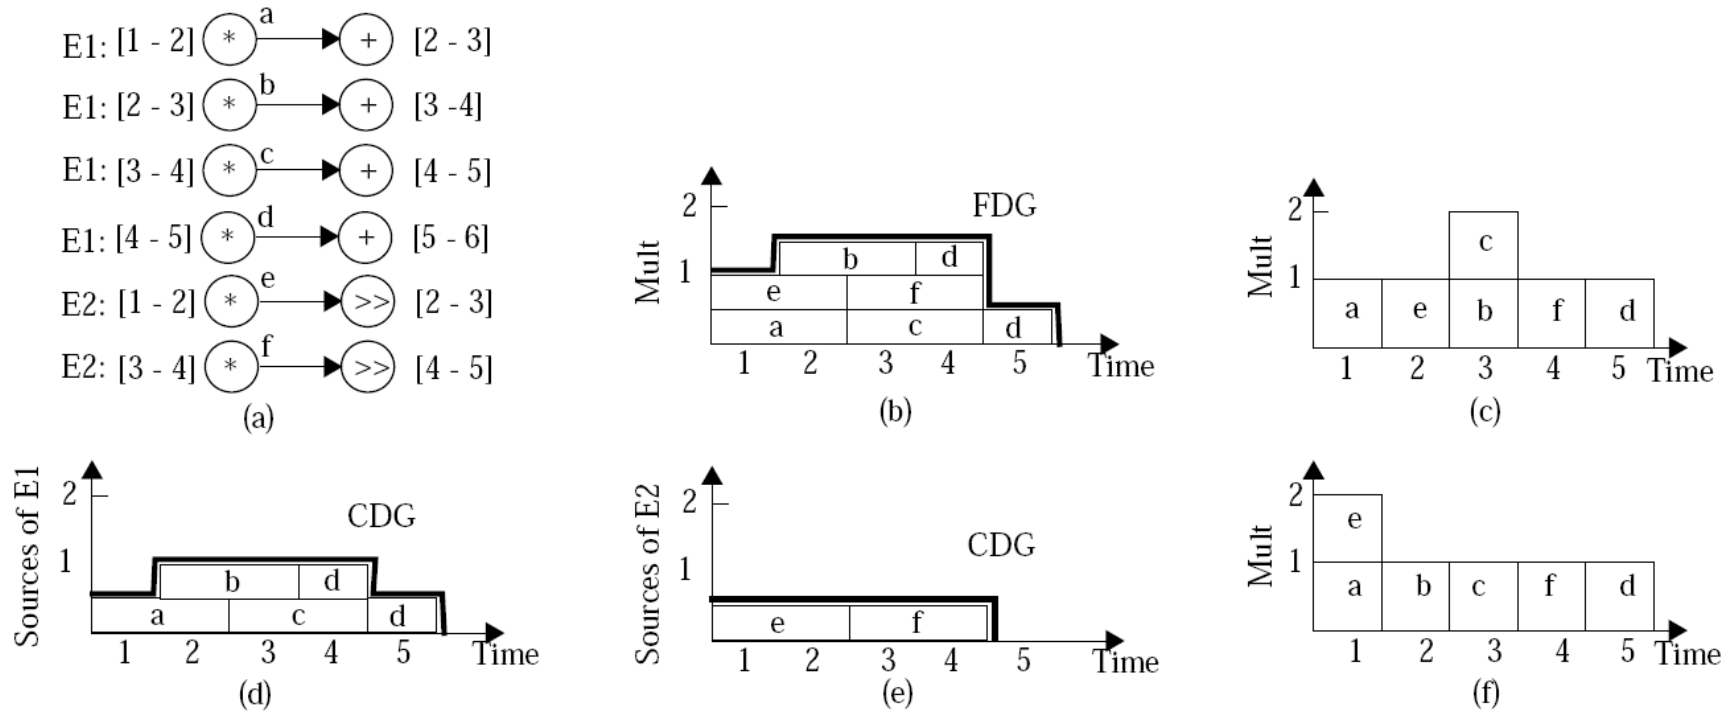 a
E1: [1 - 2] * + [2 - 3]
b
E1: [2 - 3] * + [3 -4]
c
E1: [3 - 4] * + [4 - 5]
d
E1: [4 - 5] * + [5 - 6]
e
E2: [1 - 2] * >> [2 - 3]
f
E2: [3 - 4] * >> [4 - 5]
(a)
FDG
Mult
2
1
b d
e f
a c d
1 2 3 4 5 Time
(b)
Mult
2
1
c
a e b f d
1 2 3 4 5 Time
(c)
Sources of E1
CDG
2
1
b d
a c d
1 2 3 4 5 Time
(d)
Sources of E2
CDG
2
1
e f
1 2 3 4 5 Time
(e)
Mult
2
1
e
a b c f d
1 2 3 4 5 Time
(f)